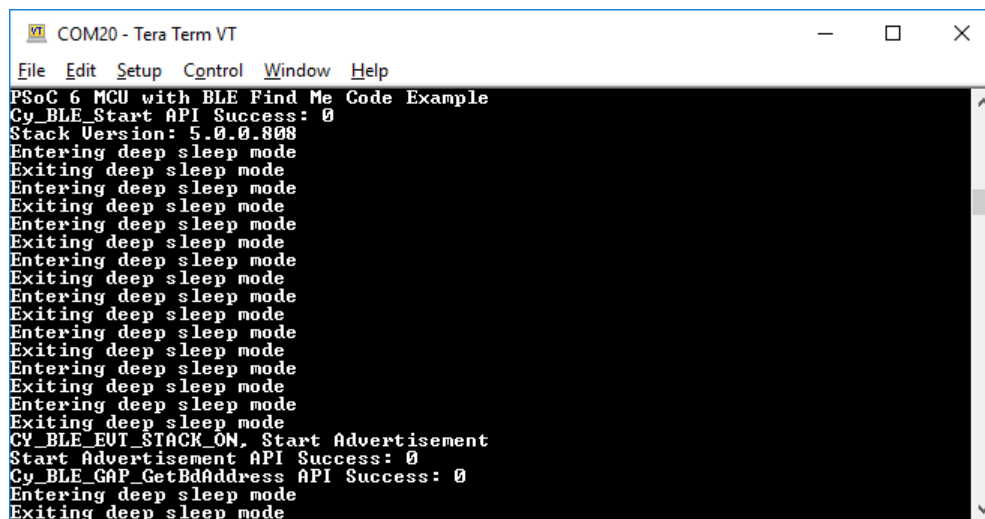 COM20 - Tera Term VT
File Edit Setup Control Window Help
PSoC 6 MCU with BLE Find Me Code Example
Cy_BLE_Start API Success: 0
Stack Version: 5.0.0.808
Entering deep sleep mode
Exiting deep sleep mode
Entering deep sleep mode
Exiting deep sleep mode
Entering deep sleep mode
Exiting deep sleep mode
Entering deep sleep mode
Exiting deep sleep mode
Entering deep sleep mode
Exiting deep sleep mode
Entering deep sleep mode
Exiting deep sleep mode
Entering deep sleep mode
Exiting deep sleep mode
Entering deep sleep mode
Exiting deep sleep mode
CY_BLE_EVT_STACK_ON, Start Advertisement
Start Advertisement API Success: 0
Cy_BLE_GAP_GetBdAddress API Success: 0
Entering deep sleep mode
Exiting deep sleep mode